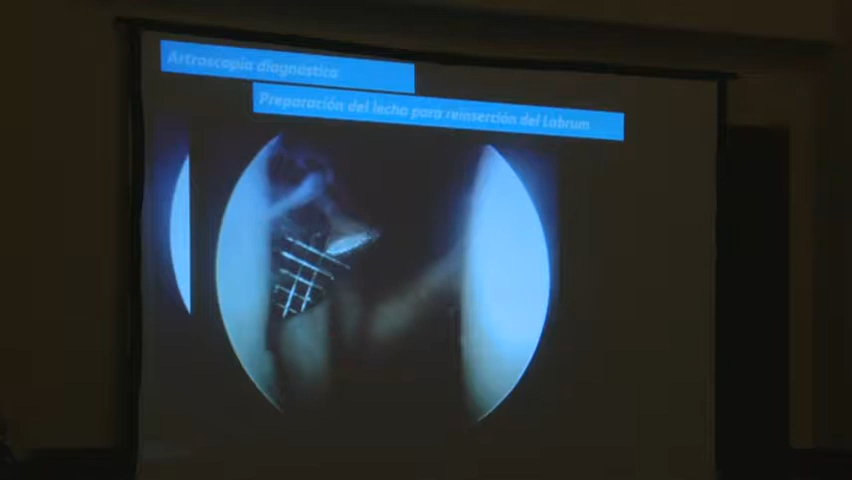 Artroscopia diagnostica
Preparación del lecho para reinserción del Labrum